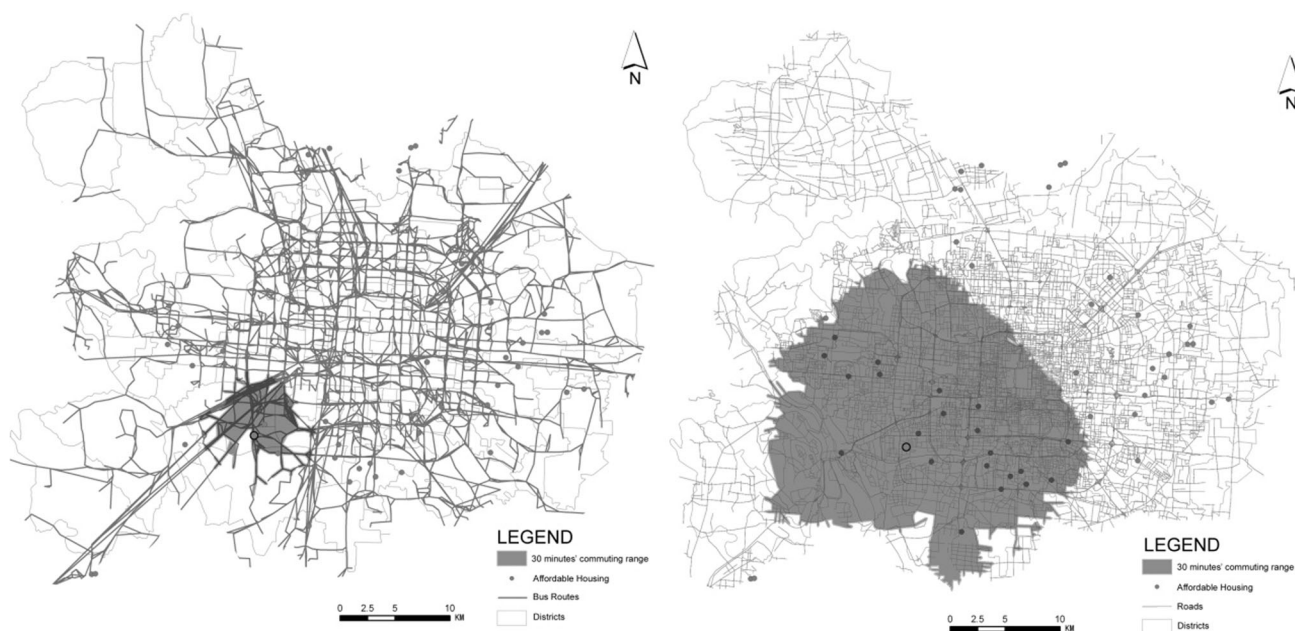 N
LEGEND
30 minutes' commuting range
Affordable Housing
Bus Routes
Districts
0 2.5 5 10
KM
N
LEGEND
30 minutes' commuting range
Affordable Housing
Roads
Districts
0 2.5 5 10
KM